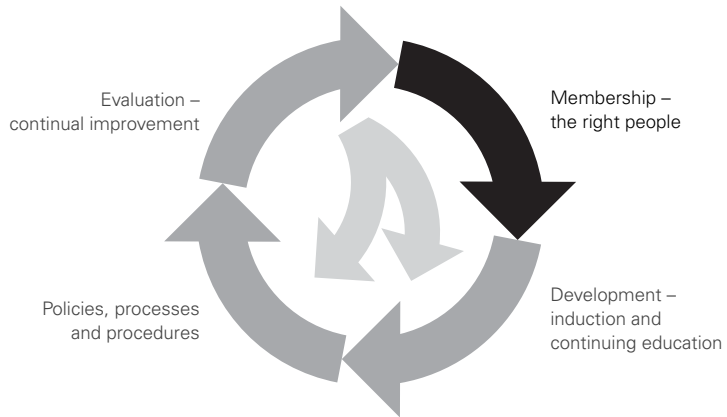 Evaluation –
continual improvement
Membership –
the right people
Policies, processes
and procedures
Development –
induction and
continuing education